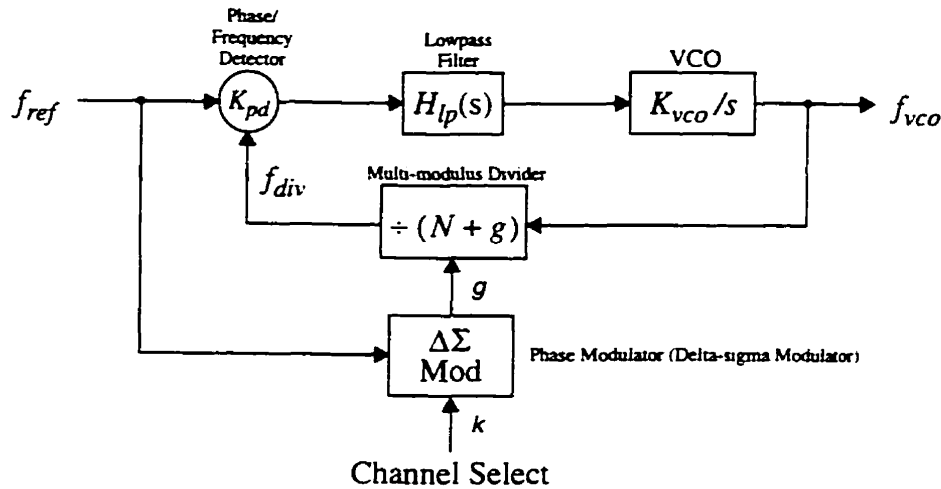 Phase/
Frequency
Detector
Lowpass
Filter
VCO
f_ref
K_pd
H_lp(s)
K_vco/s
f_vco
f_div
Multi-modulus Divider
÷ (N + g)
g
ΔΣ
Mod
Phase Modulator (Delta-sigma Modulator)
k
Channel Select